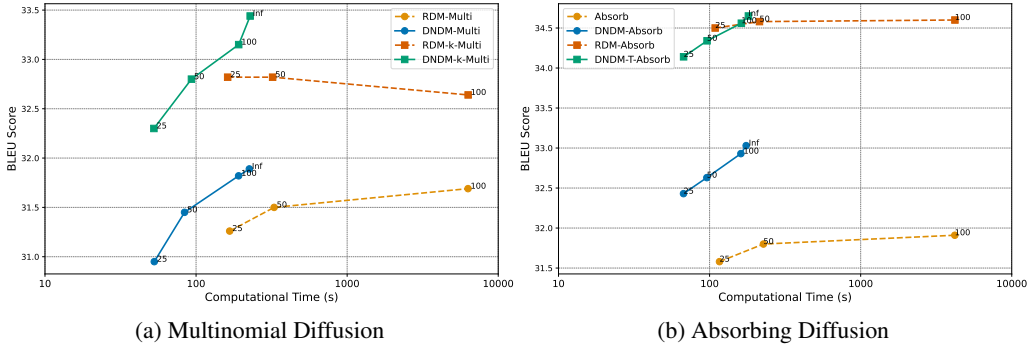 33.5
33.0
32.5
32.0
31.5
31.0
BLEU Score
25
50
100
Inf
25
50
100
25
50
100
Inf
25
50
100
RDM-Multi
DNDM-Multi
RDM-k-Multi
DNDM-k-Multi
10
100
1000
10000
Computational Time (s)
(a) Multinomial Diffusion
34.5
34.0
33.5
33.0
32.5
32.0
31.5
BLEU Score
Absorb
DNDM-Absorb
RDM-Absorb
DNDM-T-Absorb
25
50
100
Inf
25
50
100
25
50
100
Inf
25
50
100
10
100
1000
10000
Computational Time (s)
(b) Absorbing Diffusion